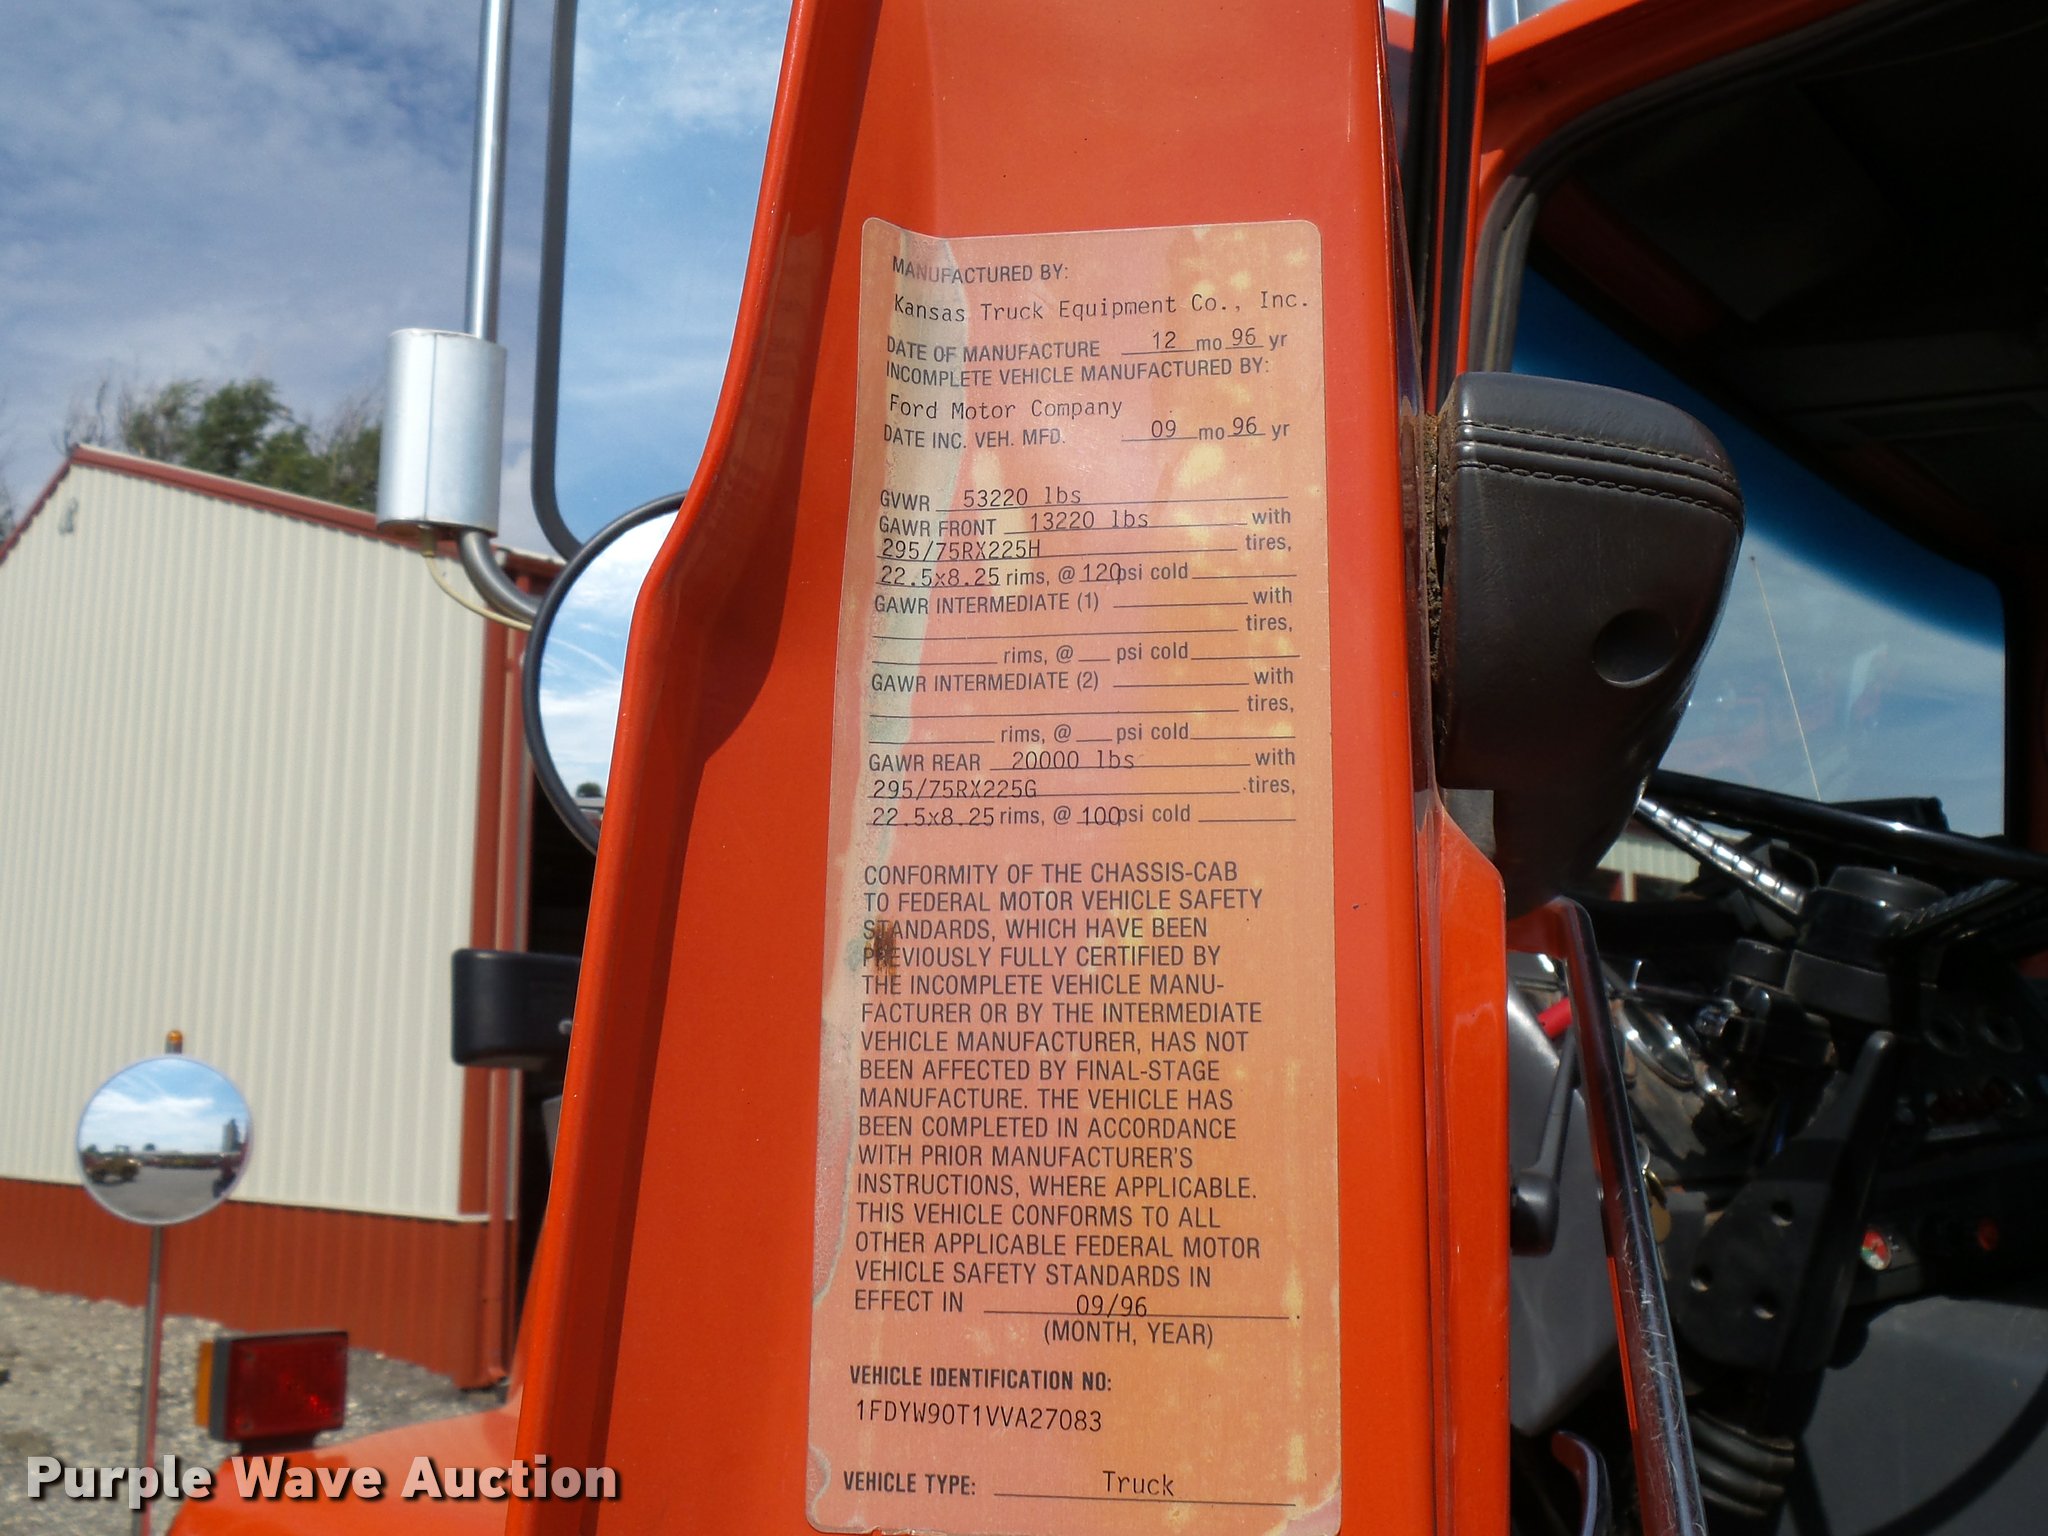 MANUFACTURED BY:
Kansas Truck Equipment Co., Inc.
DATE OF MANUFACTURE 12 mo 96 yr
INCOMPLETE VEHICLE MANUFACTURED BY:
Ford Motor Company
DATE INC. VEH. MFD. 09 mo 96 yr
GVWR 53220 lbs
GAWR FRONT 13220 lbs with
295/75RX225H tires,
22.5x8.25 rims, @ 120 psi cold
GAWR INTERMEDIATE (1) with
tires,
rims, @ psi cold
GAWR INTERMEDIATE (2) with
tires,
rims, @ psi cold
GAWR REAR 20000 lbs with
295/75RX225G tires,
22.5x8.25 rims, @ 100 psi cold
CONFORMITY OF THE CHASSIS-CAB
TO FEDERAL MOTOR VEHICLE SAFETY
STANDARDS, WHICH HAVE BEEN
PREVIOUSLY FULLY CERTIFIED BY
THE INCOMPLETE VEHICLE MANU-
FACTURER OR BY THE INTERMEDIATE
VEHICLE MANUFACTURER, HAS NOT
BEEN AFFECTED BY FINAL-STAGE
MANUFACTURE. THE VEHICLE HAS
BEEN COMPLETED IN ACCORDANCE
WITH PRIOR MANUFACTURER'S
INSTRUCTIONS, WHERE APPLICABLE.
THIS VEHICLE CONFORMS TO ALL
OTHER APPLICABLE FEDERAL MOTOR
VEHICLE SAFETY STANDARDS IN
EFFECT IN 09/96.
(MONTH, YEAR)
VEHICLE IDENTIFICATION NO:
1FDYW90T1VVA27083
VEHICLE TYPE: Truck
Purple Wave Auction